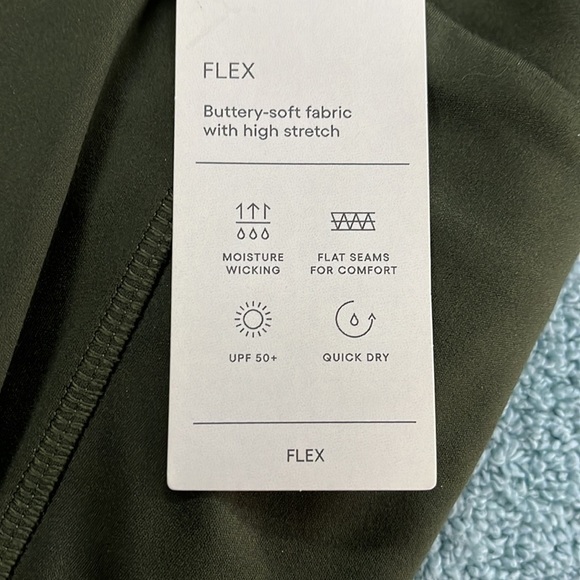 FLEX
Buttery-soft fabric
with high stretch
MOISTURE
WICKING
FLAT SEAMS
FOR COMFORT
UPF 50+
QUICK DRY
FLEX